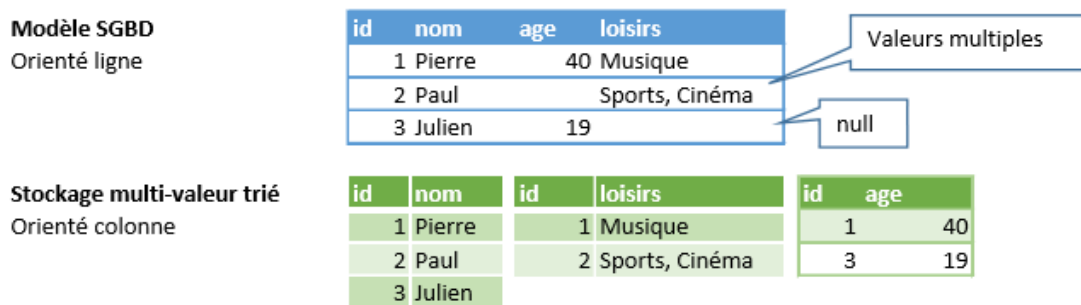 Modèle SGBD
Orienté ligne
id nom age loisirs
1 Pierre 40 Musique
2 Paul Sports, Cinéma
3 Julien 19
Valeurs multiples
null
Stockage multi-valeur trié
Orienté colonne
id nom
1 Pierre
2 Paul
3 Julien
id loisirs
1 Musique
2 Sports, Cinéma
id age
1 40
3 19